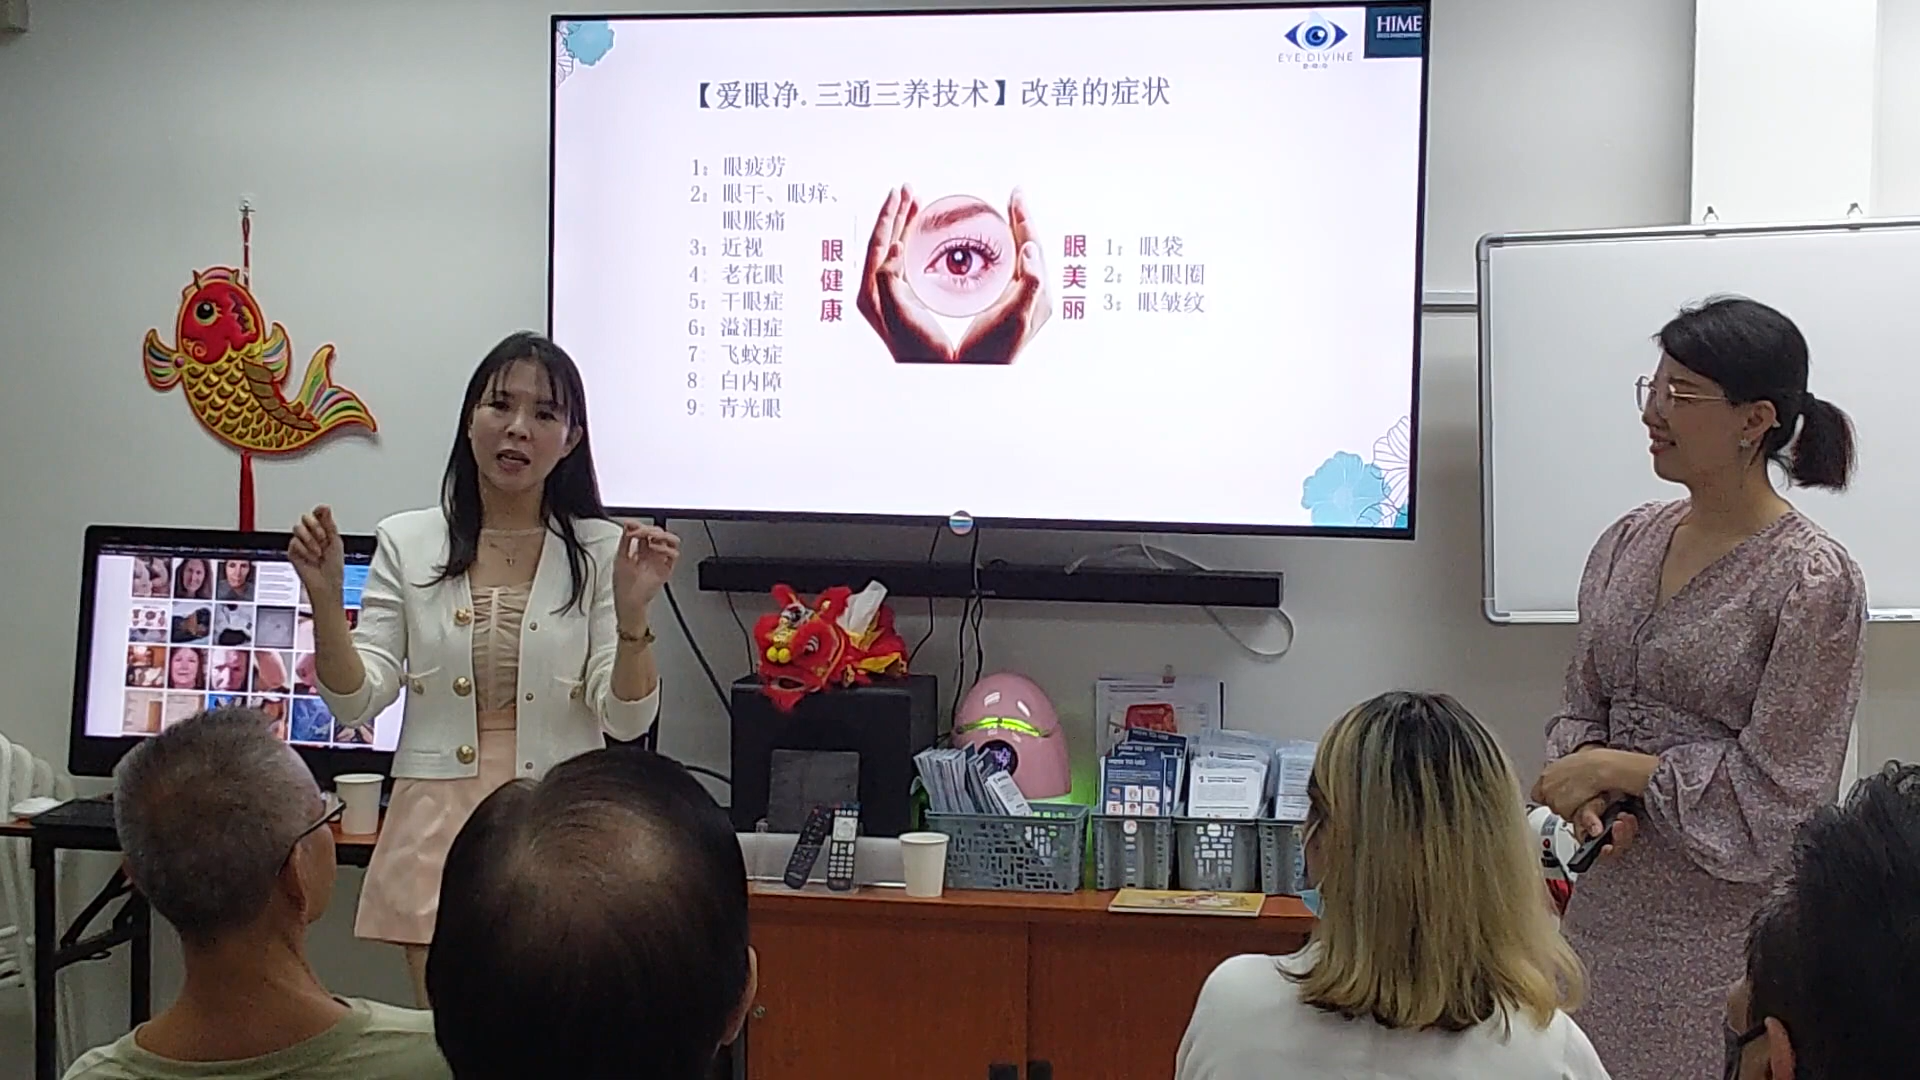 HIME
EYE DIVINE
【爱眼净.三通三养技术】改善的症状
1: 眼疲劳
2: 眼干、眼痒、
眼胀痛
3: 近视
4: 老花眼
5: 干眼症
6: 溢泪症
7: 飞蚊症
8: 白内障
9: 青光眼
眼健康
眼美丽
1: 眼袋
2: 黑眼圈
3: 眼皱纹